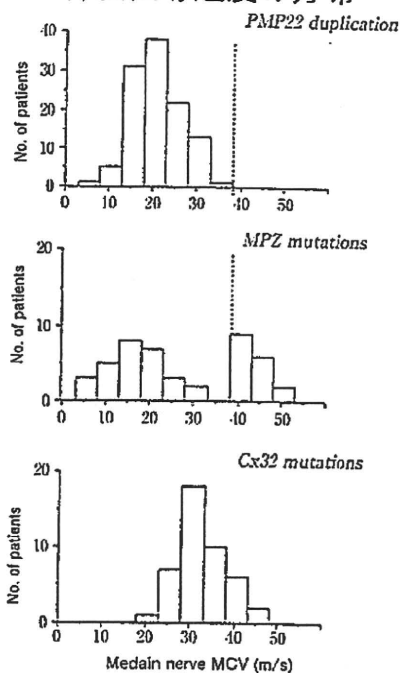 PMP22 duplication
No. of patients
40
30
20
10
0
0 10 20 30 40 50
MPZ mutations
No. of patients
20
10
0
0 10 20 30 40 50
Cx32 mutations
No. of patients
20
10
0
0 10 20 30 40 50
Medain nerve MCV (m/s)